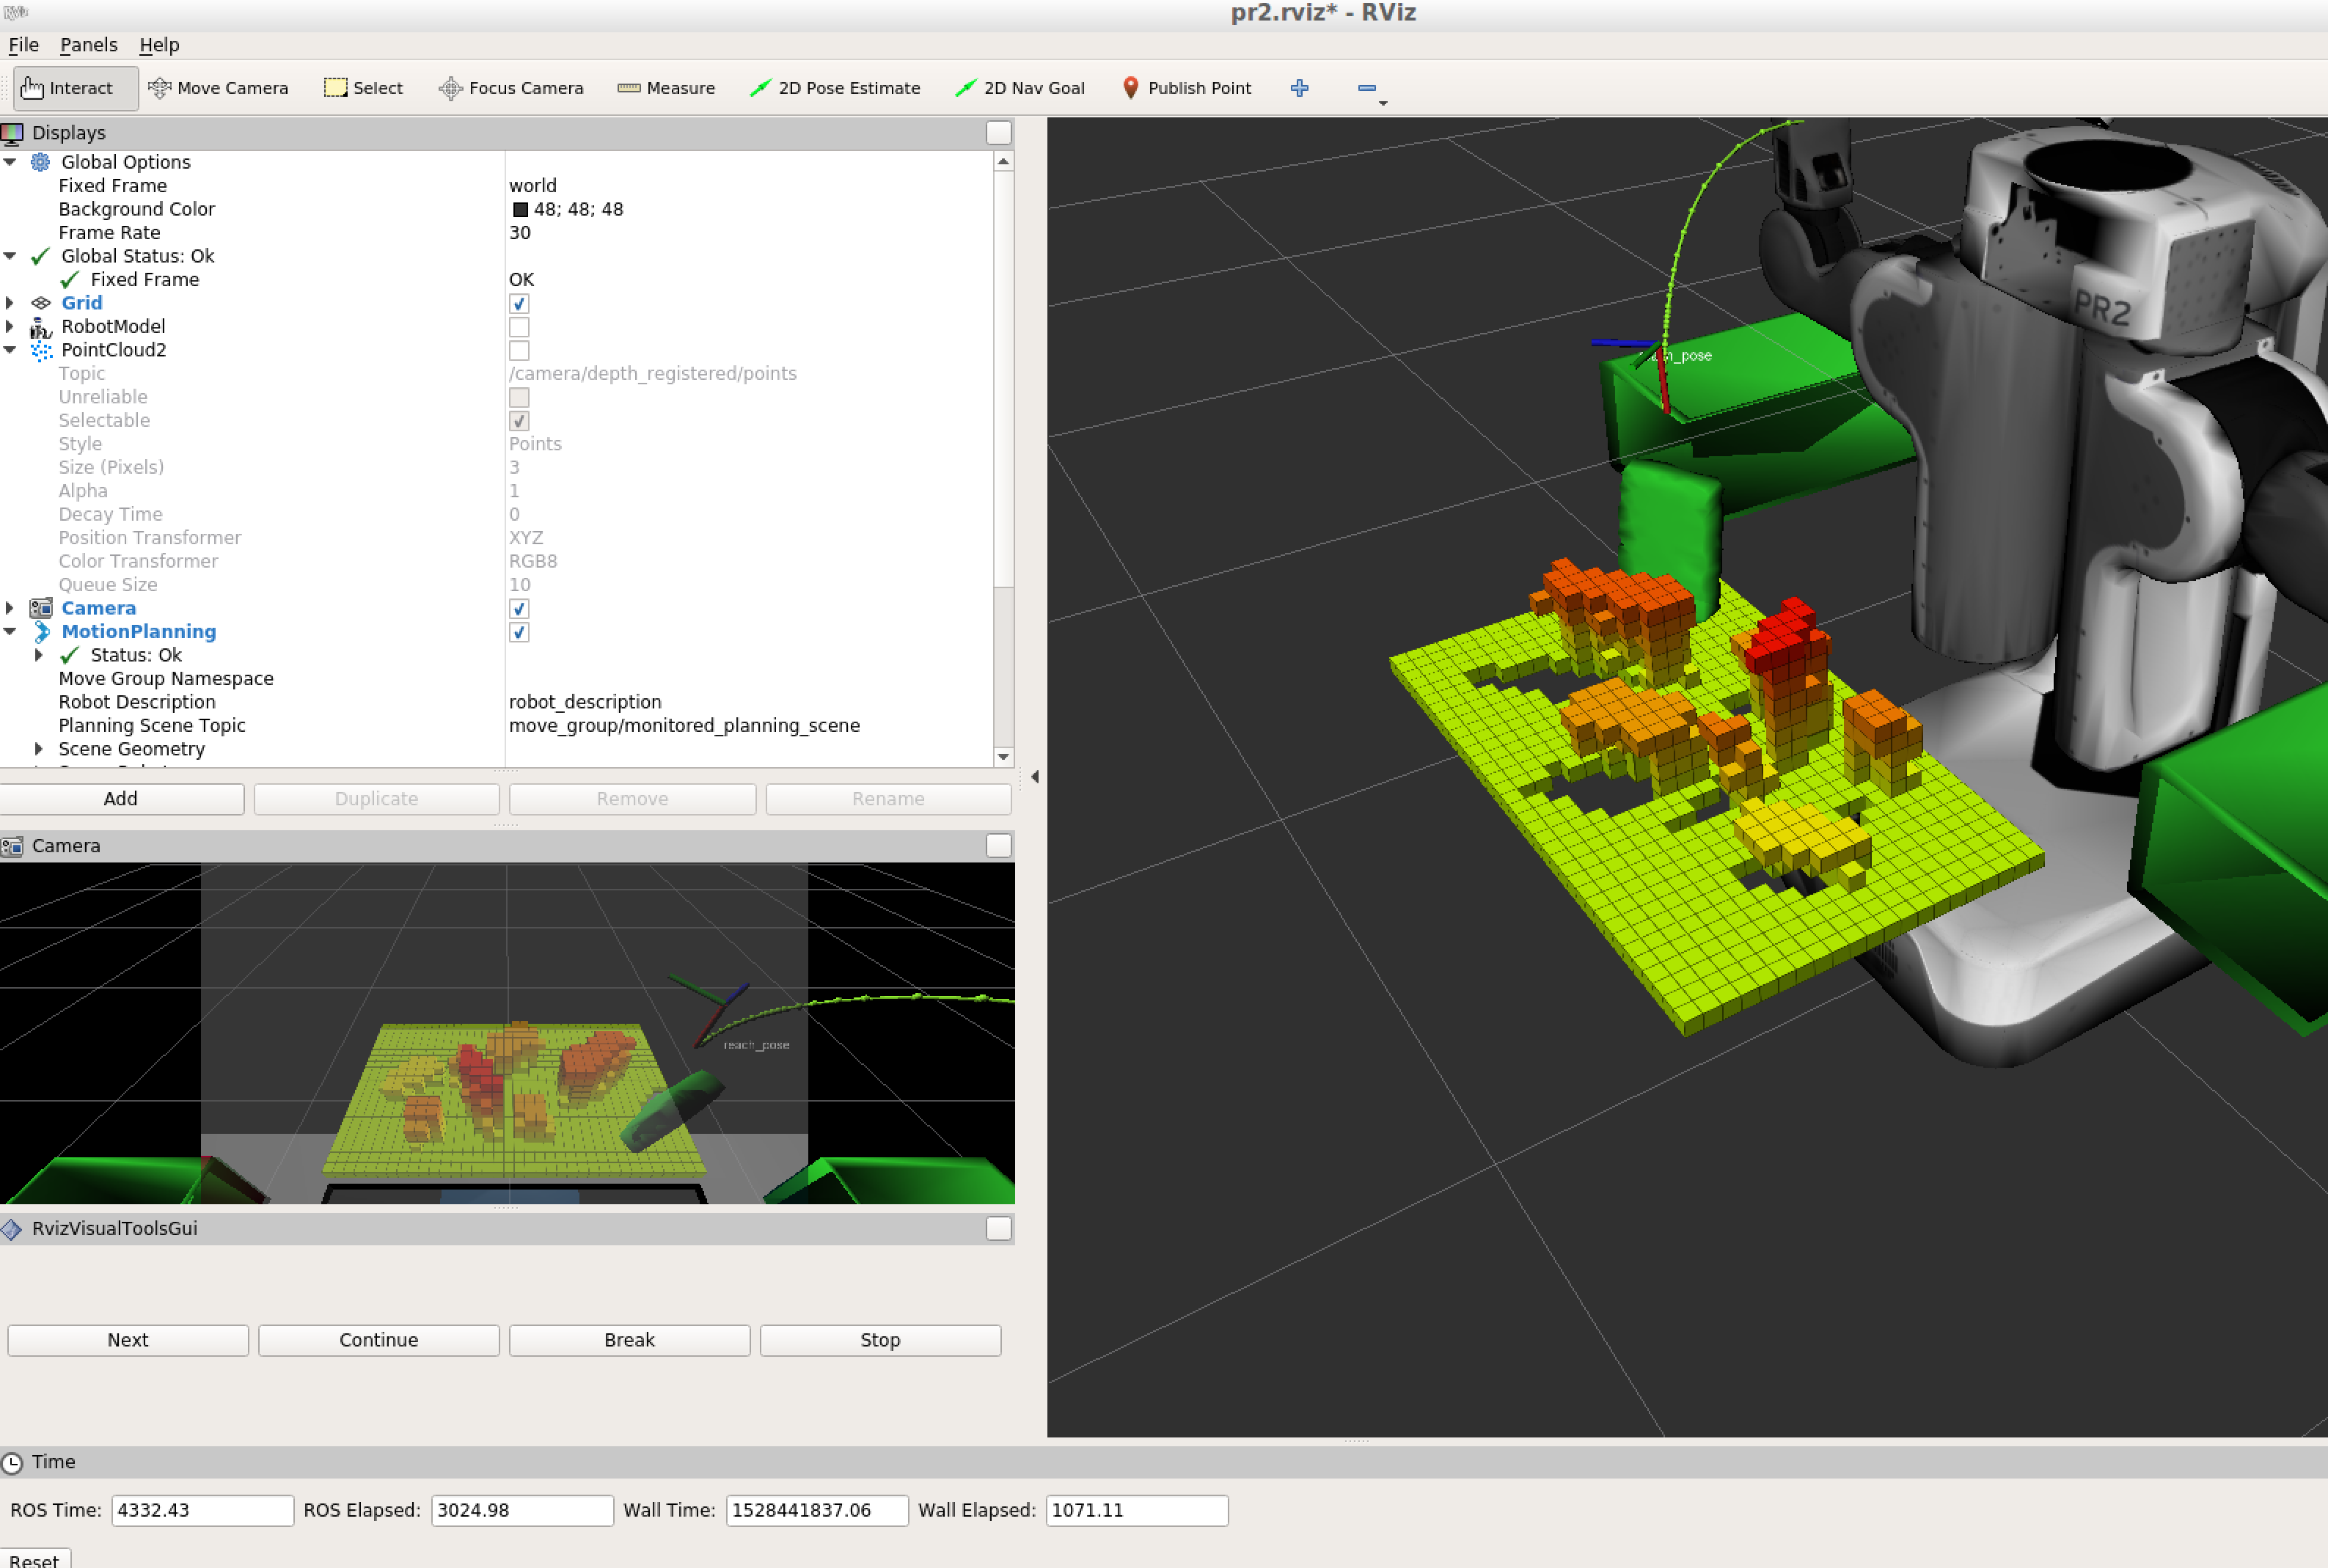 pr2.rviz* - RViz
File Panels Help
Interact Move Camera Select Focus Camera Measure 2D Pose Estimate 2D Nav Goal Publish Point
Displays
Global Options
Fixed Frame world
Background Color 48; 48; 48
Frame Rate 30
Global Status: Ok
Fixed Frame OK
Grid
RobotModel
PointCloud2
Topic /camera/depth_registered/points
Unreliable
Selectable
Style Points
Size (Pixels) 3
Alpha 1
Decay Time 0
Position Transformer XYZ
Color Transformer RGB8
Queue Size 10
Camera
MotionPlanning
Status: Ok
Move Group Namespace
Robot Description robot_description
Planning Scene Topic move_group/monitored_planning_scene
Scene Geometry
Add Duplicate Remove Rename
Camera
reach_pose
RvizVisualToolsGui
Next Continue Break Stop
PR2
Time
ROS Time: 4332.43 ROS Elapsed: 3024.98 Wall Time: 1528441837.06 Wall Elapsed: 1071.11
Reset